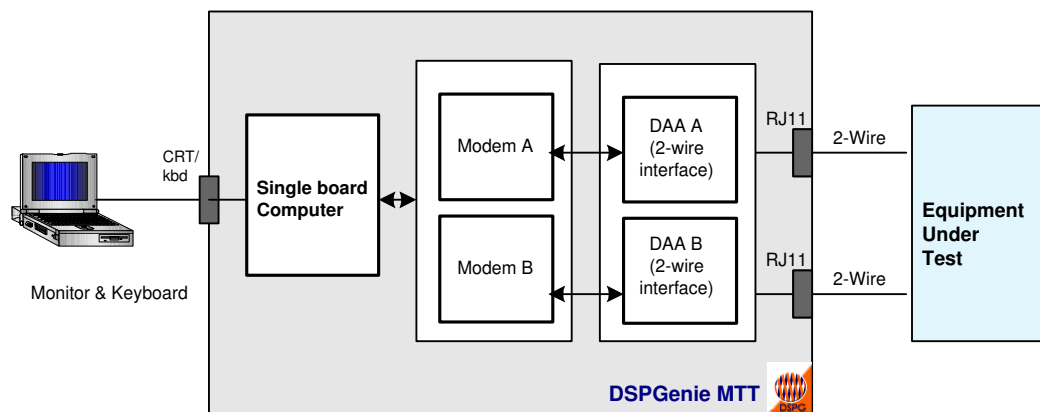 CRT/
kbd
Monitor & Keyboard
Single board
Computer
Modem A
Modem B
DAA A
(2-wire
interface)
DAA B
(2-wire
interface)
RJ11
2-Wire
RJ11
2-Wire
Equipment
Under
Test
DSPGenie MTT
DSPG